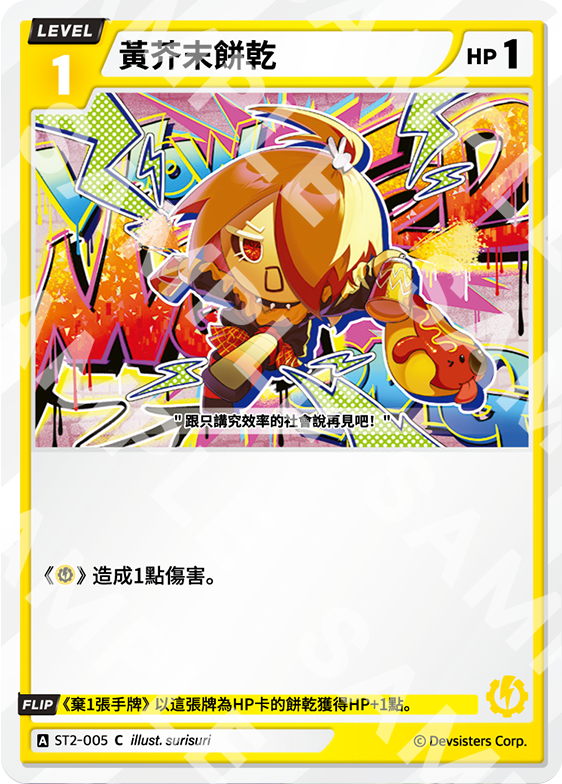 LEVEL
1
黃芥末餅乾
HP 1
"跟只講究效率的社會說再見吧！"
《》造成1點傷害。
FLIP 《棄1張手牌》以這張牌為HP卡的餅乾獲得HP+1點。
A ST2-005 C illust. surisuri
© Devsisters Corp.
SAMPLE